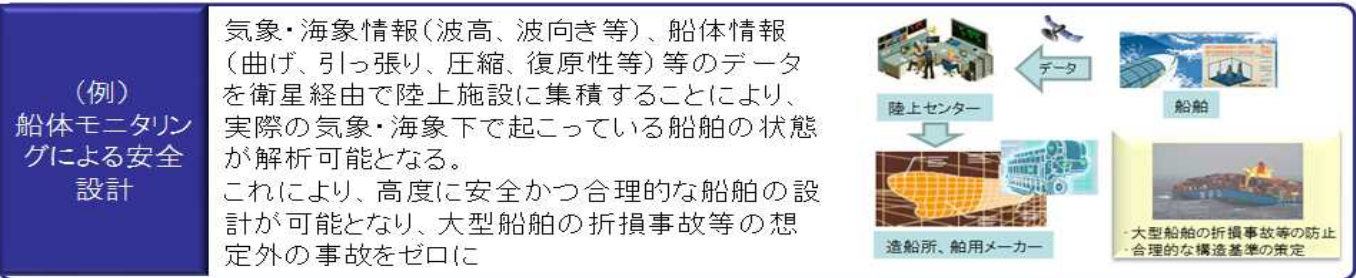 （例）
船体モニタリン
グによる安全
設計
気象・海象情報（波高、波向き等）、船体情報
（曲げ、引っ張り、圧縮、復原性等）等のデータ
を衛星経由で陸上施設に集積することにより、
実際の気象・海象下で起こっている船舶の状態
が解析可能となる。
これにより、高度に安全かつ合理的な船舶の設
計が可能となり、大型船舶の折損事故等の想
定外の事故をゼロに
データ
陸上センター
船舶
造船所、舶用メーカー
・大型船舶の折損事故等の防止
・合理的な構造基準の策定